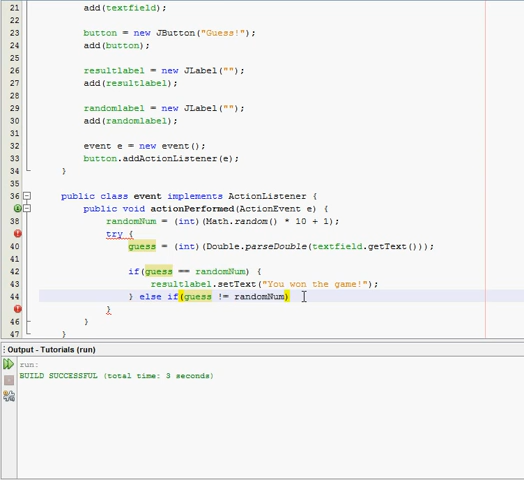 21 add(textfield);
22
23 button = new JButton("Guess!");
24 add(button);
25
26 resultlabel = new JLabel("");
27 add(resultlabel);
28
29 randomlabel = new JLabel("");
30 add(randomlabel);
31
32 event e = new event();
33 button.addActionListener(e);
34 }
35
36 public class event implements ActionListener {
public void actionPerformed(ActionEvent e) {
38 randomNum = (int)(Math.random() * 10 + 1);
try {
40 guess = (int)(Double.parseDouble(textfield.getText()));
41
42 if(guess == randomNum) {
43 resultlabel.setText("You won the game!");
44 } else if(guess != randomNum)
}
46 }
47 }
Output - Tutorials (run)
run:
BUILD SUCCESSFUL (total time: 3 seconds)